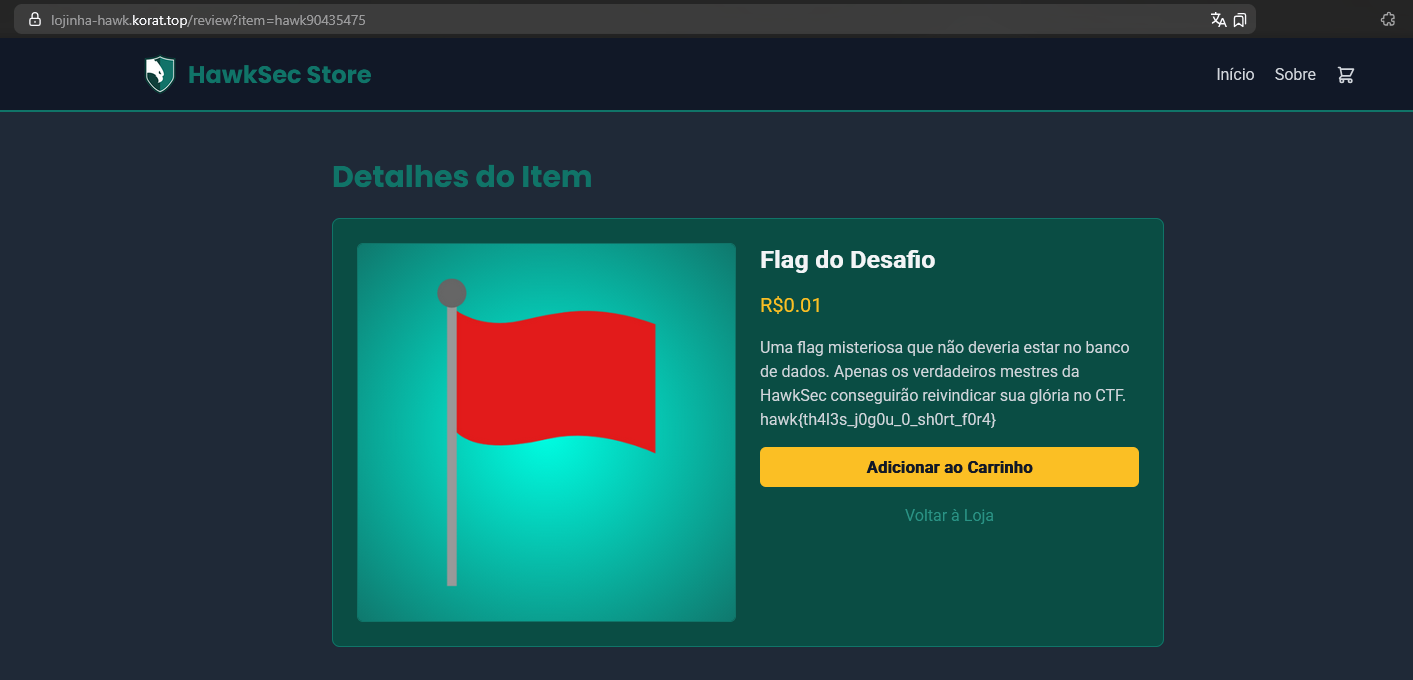 lojinha-hawk.korat.top/review?item=hawk90435475
HawkSec Store
Início
Sobre
Detalhes do Item
Flag do Desafio
R$0.01
Uma flag misteriosa que não deveria estar no banco
de dados. Apenas os verdadeiros mestres da
HawkSec conseguirão reivindicar sua glória no CTF.
hawk{th4l3s_j0g0u_0_sh0rt_f0r4}
Adicionar ao Carrinho
Voltar à Loja